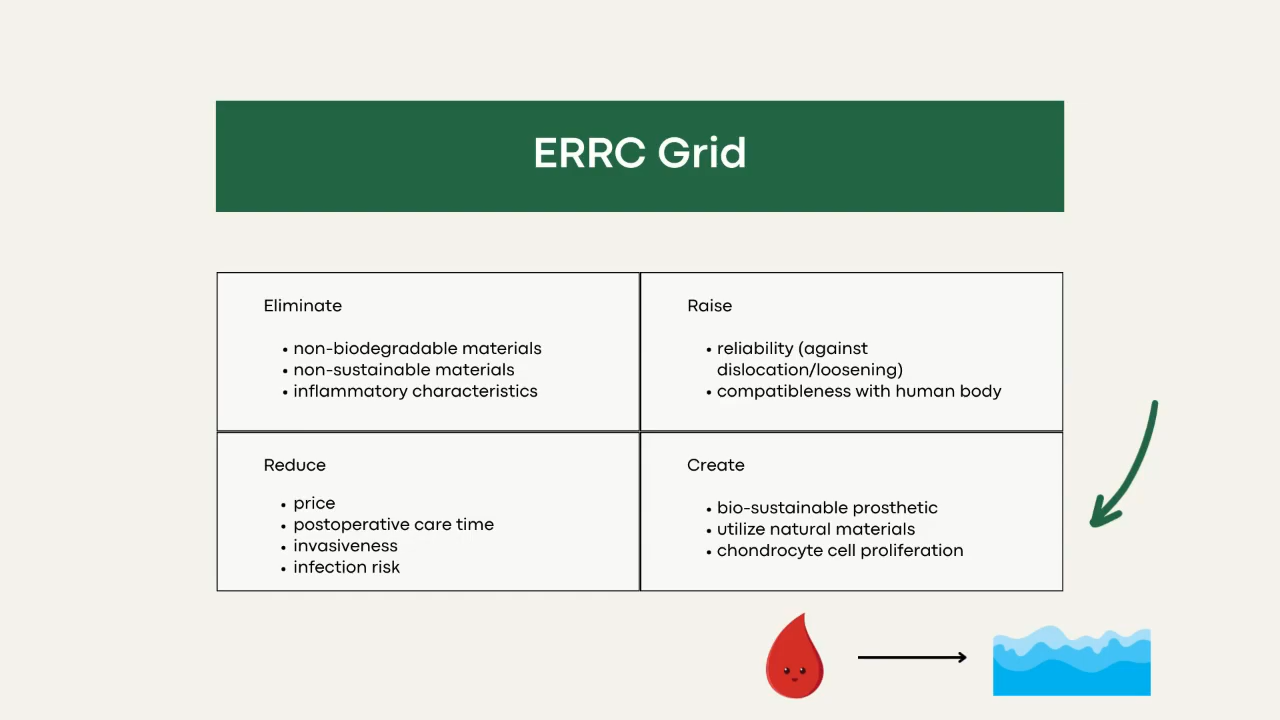 ERRC Grid
Eliminate
• non-biodegradable materials
• non-sustainable materials
• inflammatory characteristics
Raise
• reliability (against
dislocation/loosening)
• compatibleness with human body
Reduce
• price
• postoperative care time
• invasiveness
• infection risk
Create
• bio-sustainable prosthetic
• utilize natural materials
• chondrocyte cell proliferation